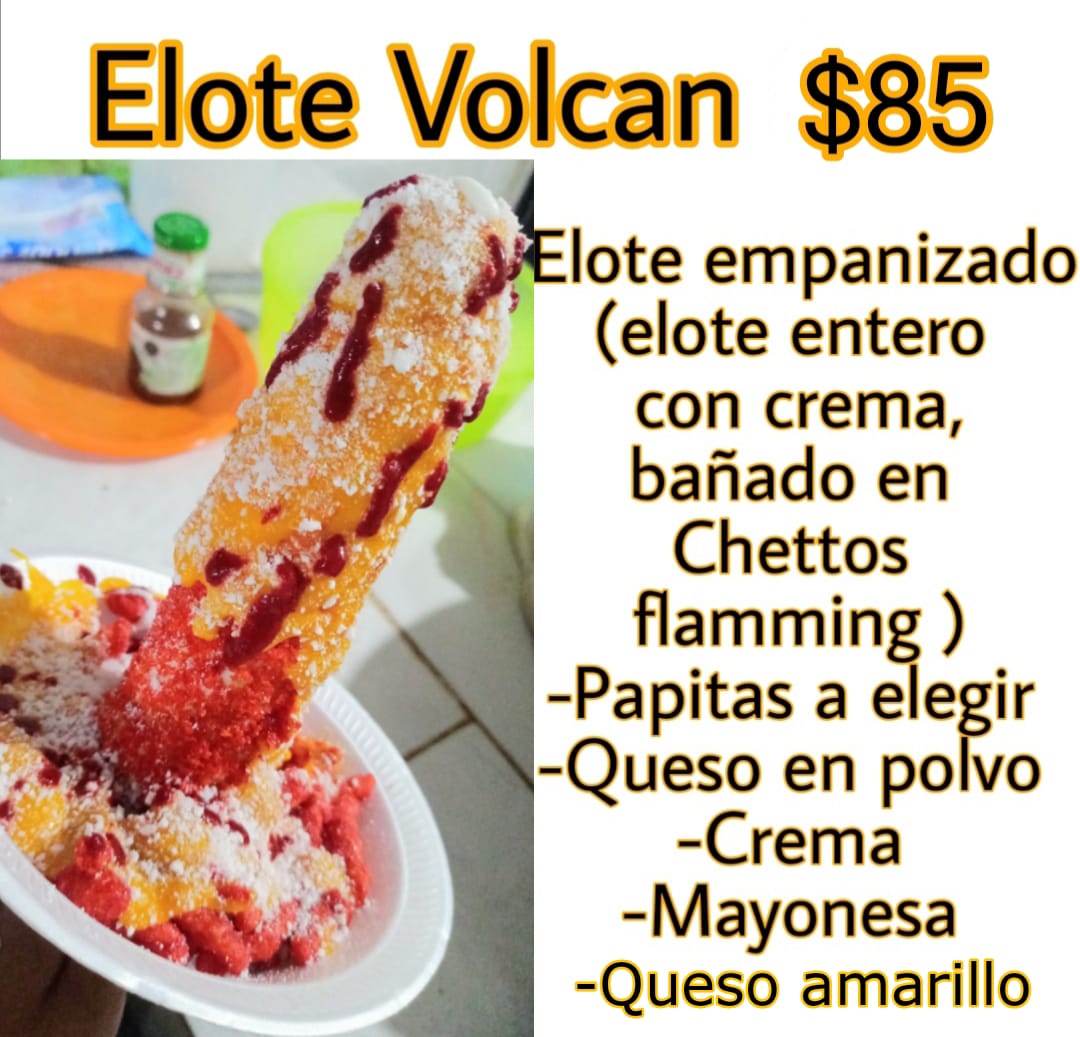 Elote Volcan $85
Elote empanizado
(elote entero
con crema,
bañado en
Chettos
flamming )
-Papitas a elegir
-Queso en polvo
-Crema
-Mayonesa
-Queso amarillo